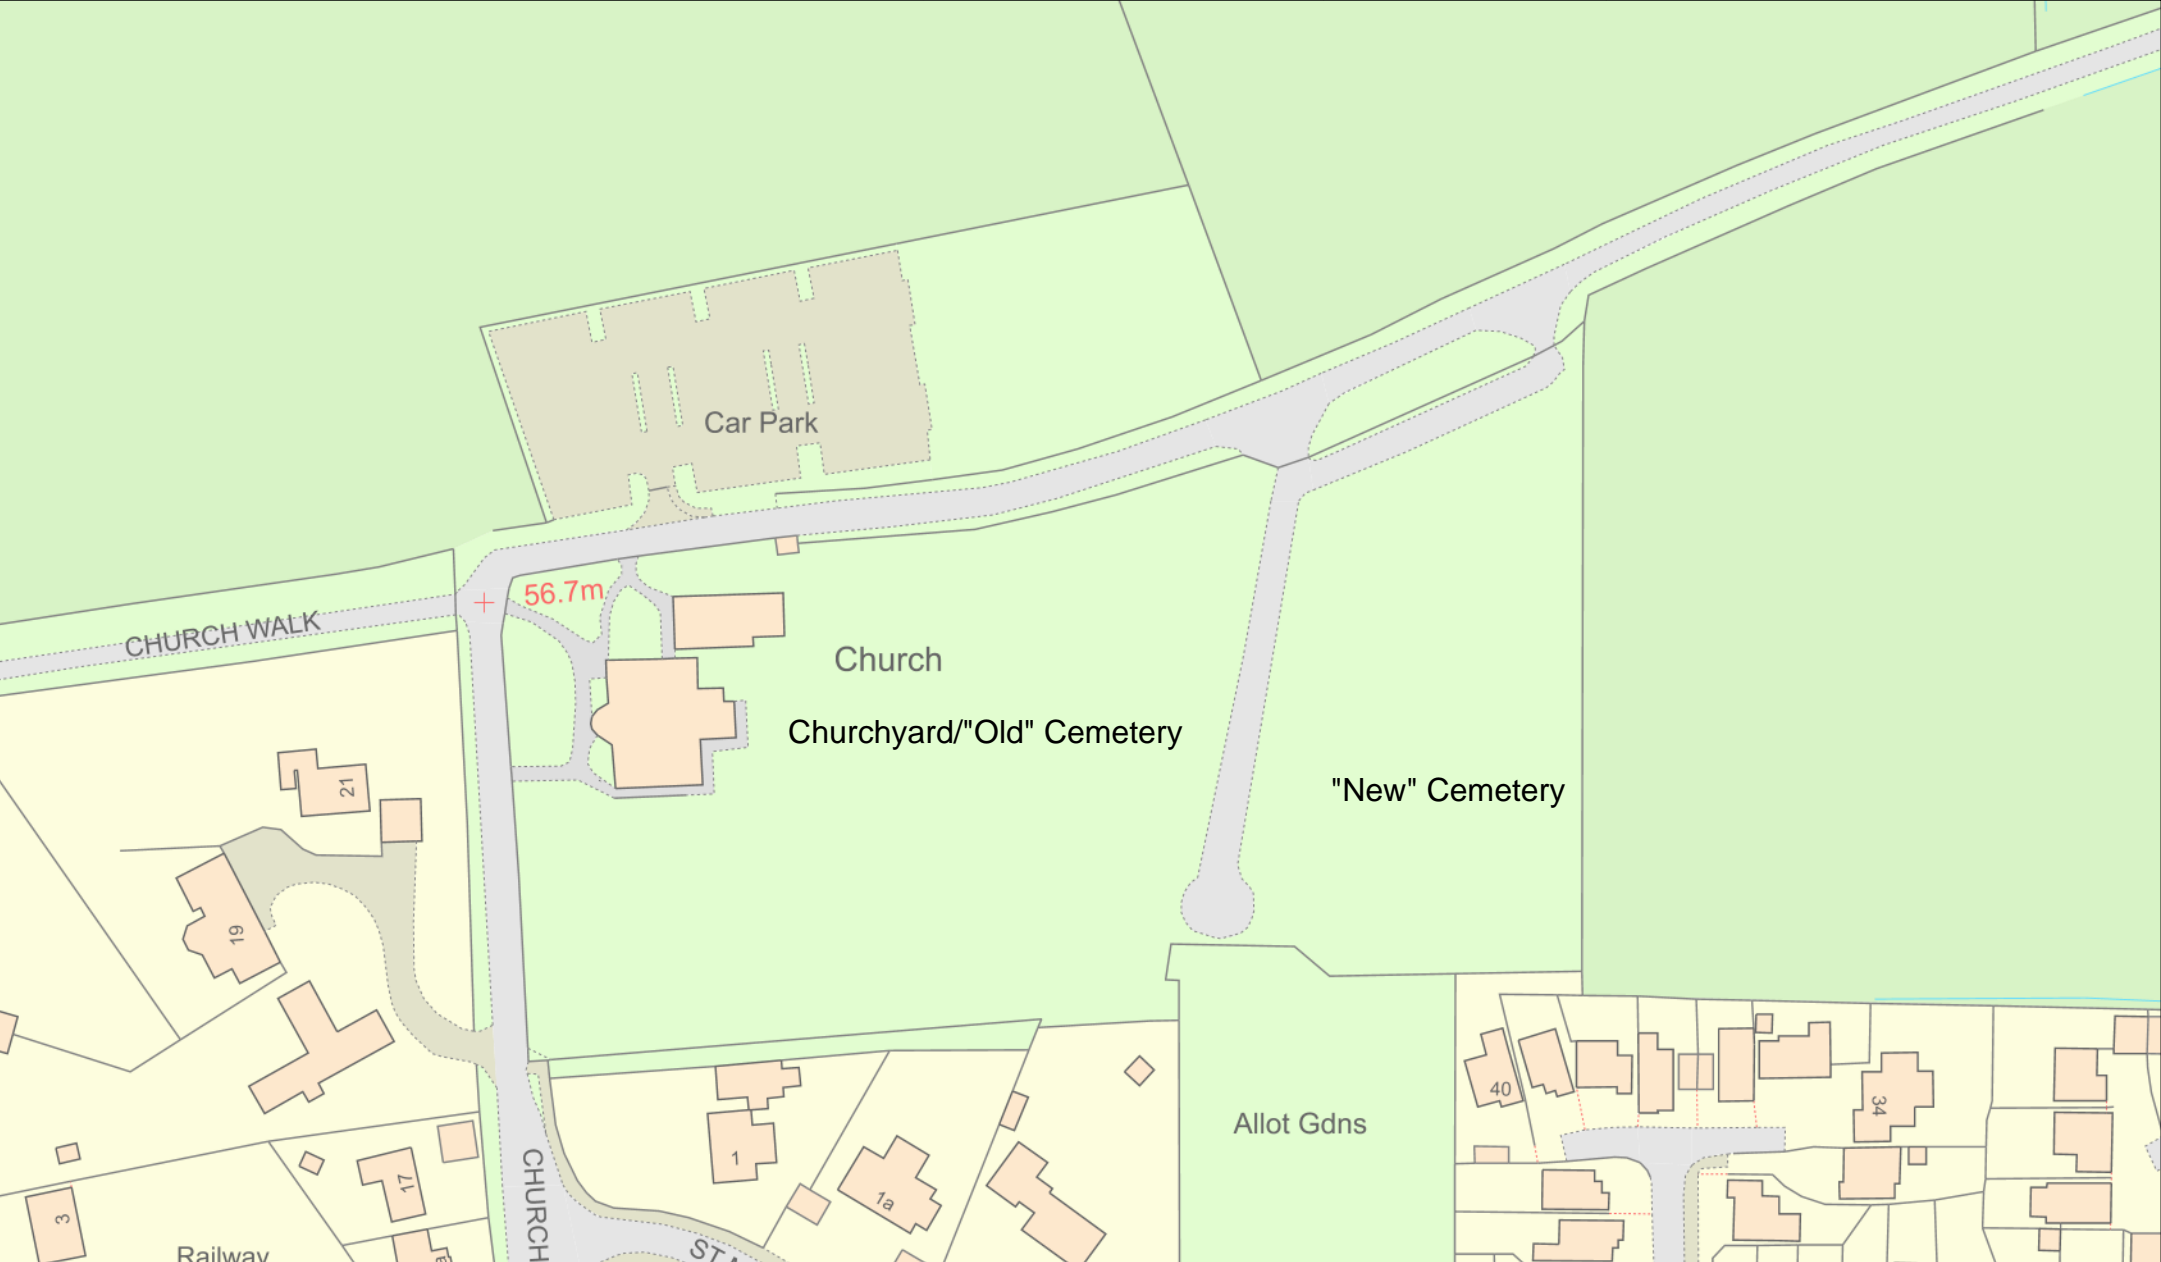 Car Park
56.7m
CHURCH WALK
Church
Churchyard/"Old" Cemetery
"New" Cemetery
21
19
40
34
Allot Gdns
1
17
1a
3
CHURCH
ST
Railway